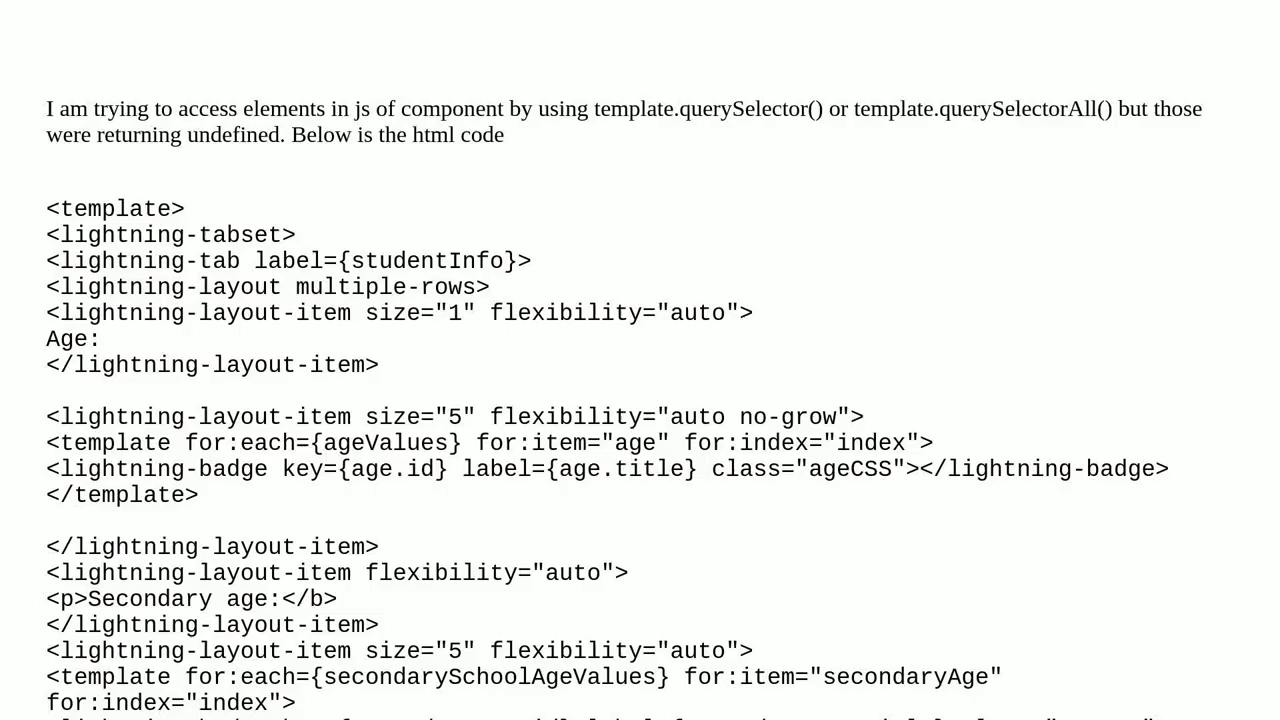 I am trying to access elements in js of component by using template.querySelector() or template.querySelectorAll() but those
were returning undefined. Below is the html code
<template>
<lightning-tabset>
<lightning-tab label={studentInfo}>
<lightning-layout multiple-rows>
<lightning-layout-item size="1" flexibility="auto">
Age:
</lightning-layout-item>
<lightning-layout-item size="5" flexibility="auto no-grow">
<template for:each={ageValues} for:item="age" for:index="index">
<lightning-badge key={age.id} label={age.title} class="ageCSS"></lightning-badge>
</template>
</lightning-layout-item>
<lightning-layout-item flexibility="auto">
<p>Secondary age:</b>
</lightning-layout-item>
<lightning-layout-item size="5" flexibility="auto">
<template for:each={secondarySchoolAgeValues} for:item="secondaryAge"
for:index="index">